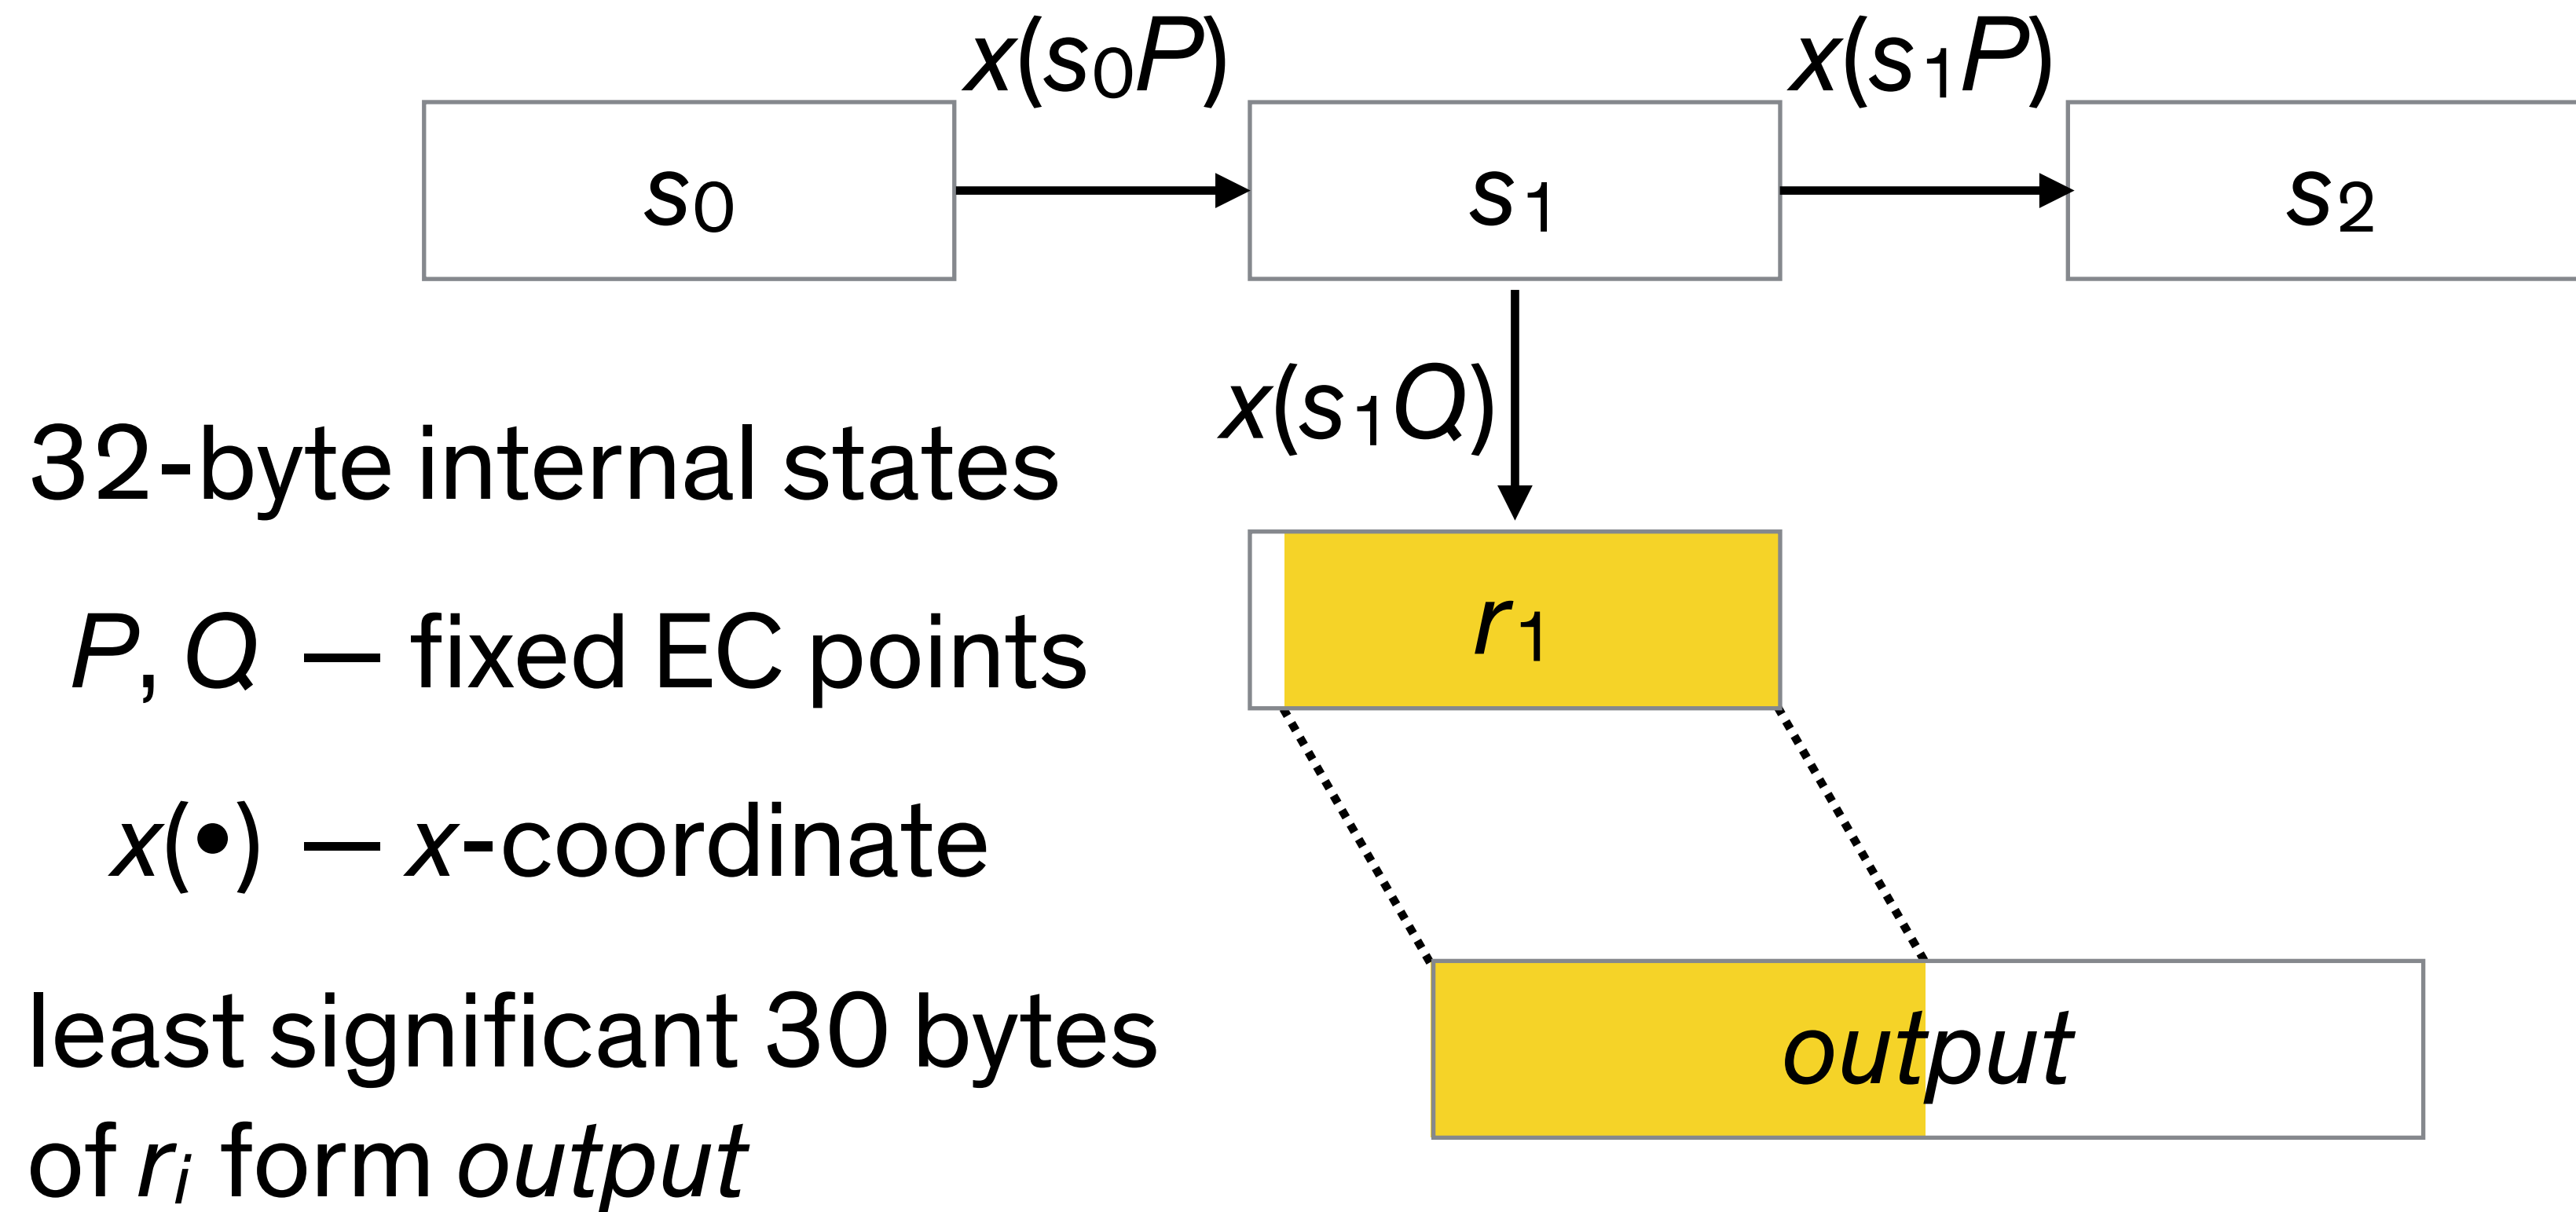 x(s₀P)
x(s₁P)
s₀
s₁
s₂
x(s₁Q)
32-byte internal states
r₁
P, Q — fixed EC points
x(•) — x-coordinate
least significant 30 bytes
of rᵢ form output
output